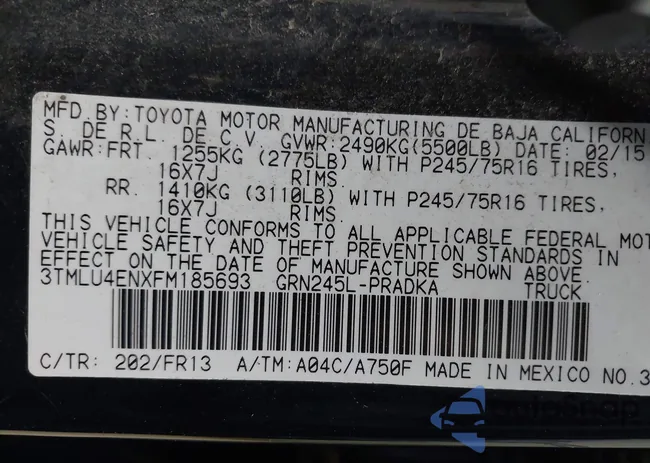 MFD.BY:TOYOTA MOTOR MANUFACTURING DE BAJA CALIFORN
S. DE R.L. DE C.V. GVWR:2490KG(5500LB) DATE: 02/15
GAWR:FRT. 1255KG (2775LB) WITH P245/75R16 TIRES,
16X7J RIMS.
RR. 1410KG (3110LB) WITH P245/75R16 TIRES,
16X7J RIMS.
THIS VEHICLE CONFORMS TO ALL APPLICABLE FEDERAL MOT
VEHICLE SAFETY AND THEFT PREVENTION STANDARDS IN
EFFECT ON THE DATE OF MANUFACTURE SHOWN ABOVE.
3TMLU4ENXFM185693 GRN245L-PRADKA TRUCK
C/TR: 202/FR13 A/TM:A04C/A750F MADE IN MEXICO NO.3